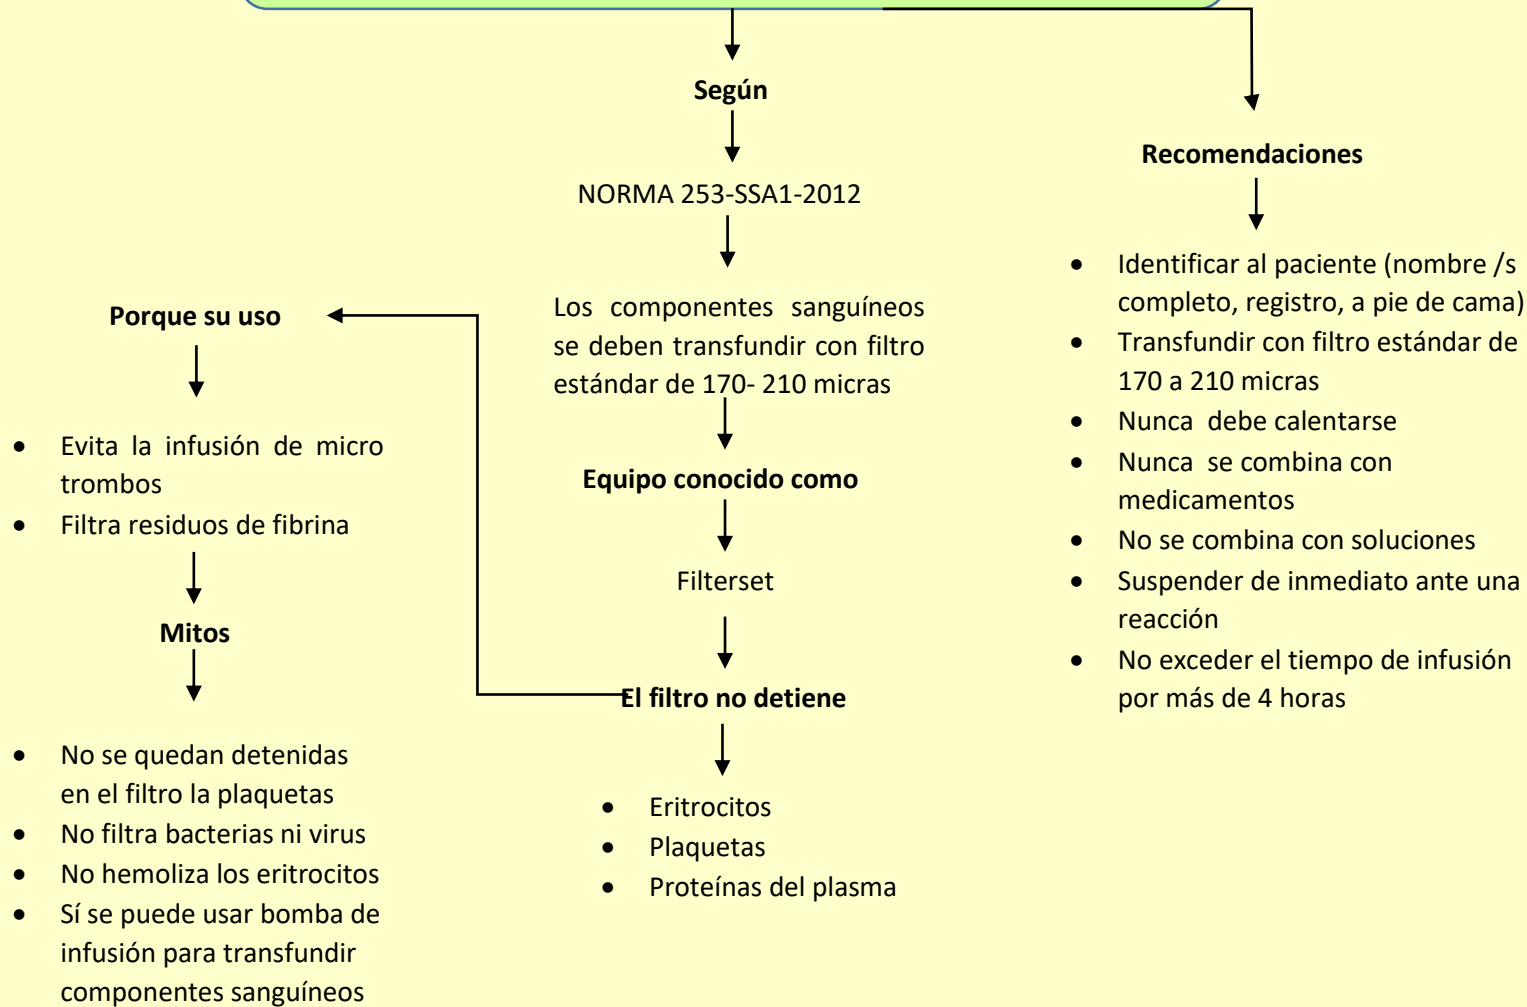 Según
NORMA 253-SSA1-2012
Los componentes sanguíneos
se deben transfundir con filtro
estándar de 170- 210 micras
Equipo conocido como
Filterset
El filtro no detiene
• Eritrocitos
• Plaquetas
• Proteínas del plasma
Porque su uso
• Evita la infusión de micro
trombos
• Filtra residuos de fibrina
Mitos
• No se quedan detenidas
en el filtro la plaquetas
• No filtra bacterias ni virus
• No hemoliza los eritrocitos
• Sí se puede usar bomba de
infusión para transfundir
componentes sanguíneos
Recomendaciones
• Identificar al paciente (nombre /s
completo, registro, a pie de cama)
• Transfundir con filtro estándar de
170 a 210 micras
• Nunca  debe calentarse
• Nunca  se combina con
medicamentos
• No se combina con soluciones
• Suspender de inmediato ante una
reacción
• No exceder el tiempo de infusión
por más de 4 horas